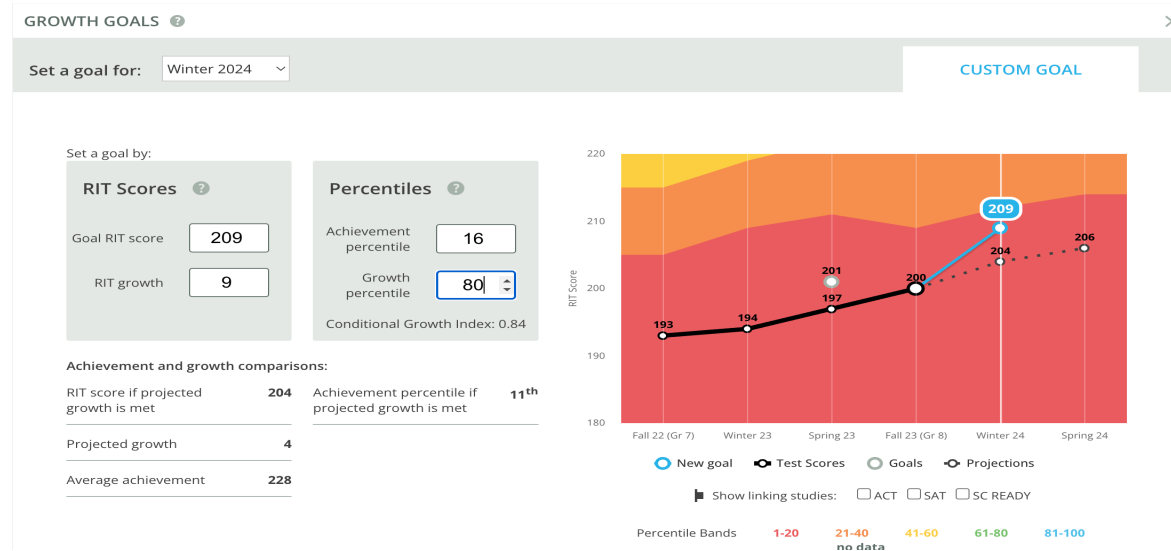 GROWTH GOALS ?
Set a goal for: Winter 2024
CUSTOM GOAL
Set a goal by:
RIT Scores ?
Goal RIT score 209
RIT growth 9
Percentiles ?
Achievement percentile 16
Growth percentile 80
Conditional Growth Index: 0.84
Achievement and growth comparisons:
RIT score if projected growth is met 204
Projected growth 4
Average achievement 228
Achievement percentile if projected growth is met 11th
RIT Score
220
210
200
190
180
193
194
201
197
200
209
204
206
Fall 22 (Gr 7) Winter 23 Spring 23 Fall 23 (Gr 8) Winter 24 Spring 24
New goal Test Scores Goals Projections
Show linking studies: ACT SAT SC READY
Percentile Bands 1-20 21-40 41-60 61-80 81-100
no data